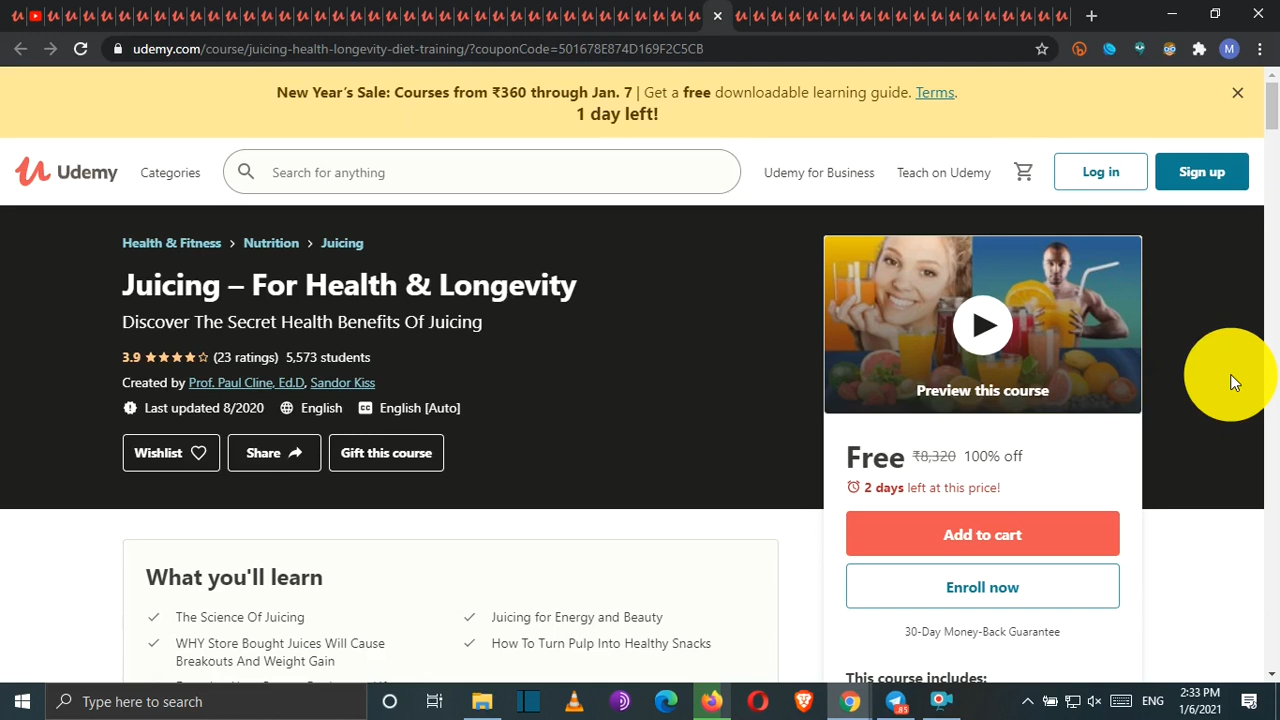 udemy.com/course/juicing-health-longevity-diet-training/?couponCode=501678E874D169F2C5CB
M
New Year's Sale: Courses from ₹360 through Jan. 7 | Get a free downloadable learning guide. Terms.
1 day left!
Udemy
Categories
Search for anything
Udemy for Business
Teach on Udemy
Log in
Sign up
Health & Fitness > Nutrition > Juicing
Juicing – For Health & Longevity
Discover The Secret Health Benefits Of Juicing
3.9 (23 ratings) 5,573 students
Created by Prof. Paul Cline, Ed.D, Sandor Kiss
Last updated 8/2020 English CC English [Auto]
Wishlist
Share
Gift this course
Preview this course
Free ₹8,320 100% off
2 days left at this price!
Add to cart
Enroll now
30-Day Money-Back Guarantee
This course includes:
What you'll learn
The Science Of Juicing
WHY Store Bought Juices Will Cause
Breakouts And Weight Gain
Juicing for Energy and Beauty
How To Turn Pulp Into Healthy Snacks
Type here to search
85
ENG
2:33 PM
1/6/2021